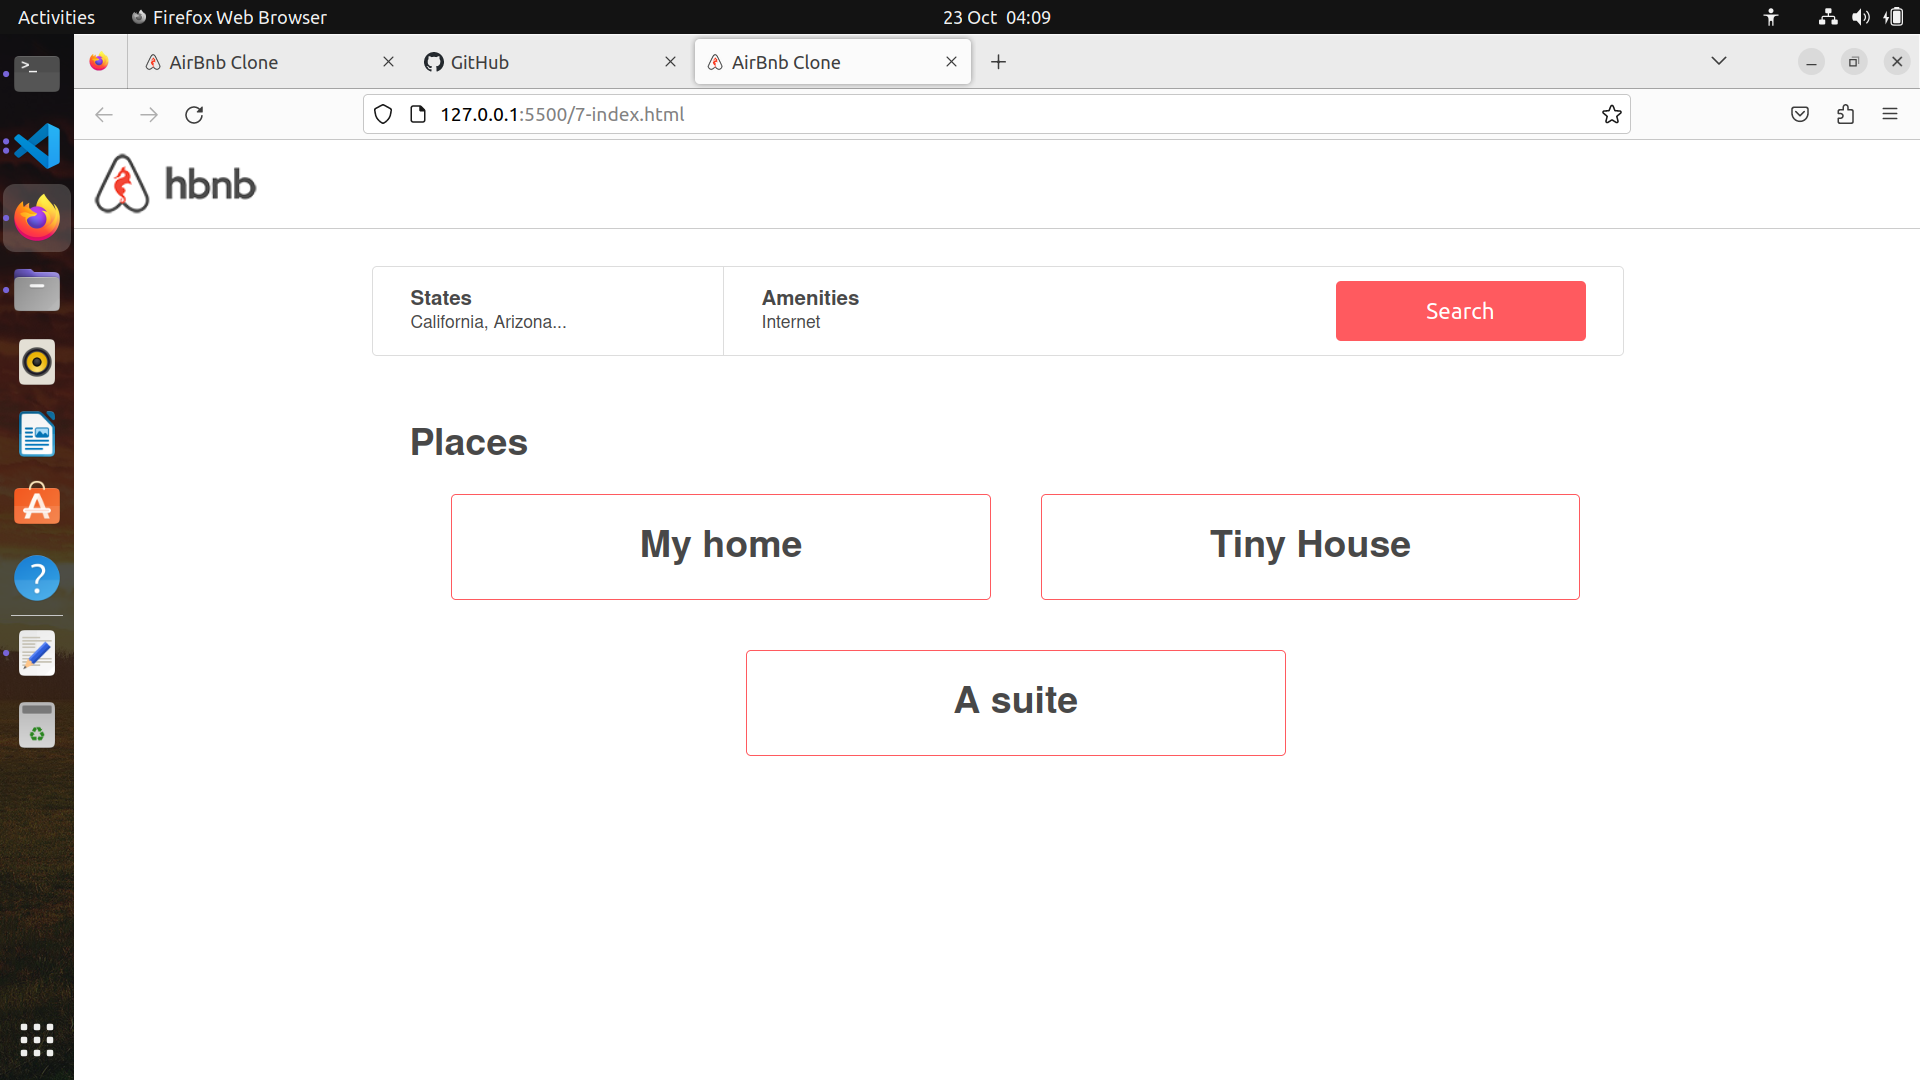 Activities
Firefox Web Browser
23 Oct 04:09
AirBnb Clone
GitHub
AirBnb Clone
127.0.0.1:5500/7-index.html
hbnb
States
California, Arizona...
Amenities
Internet
Search
Places
My home
Tiny House
A suite